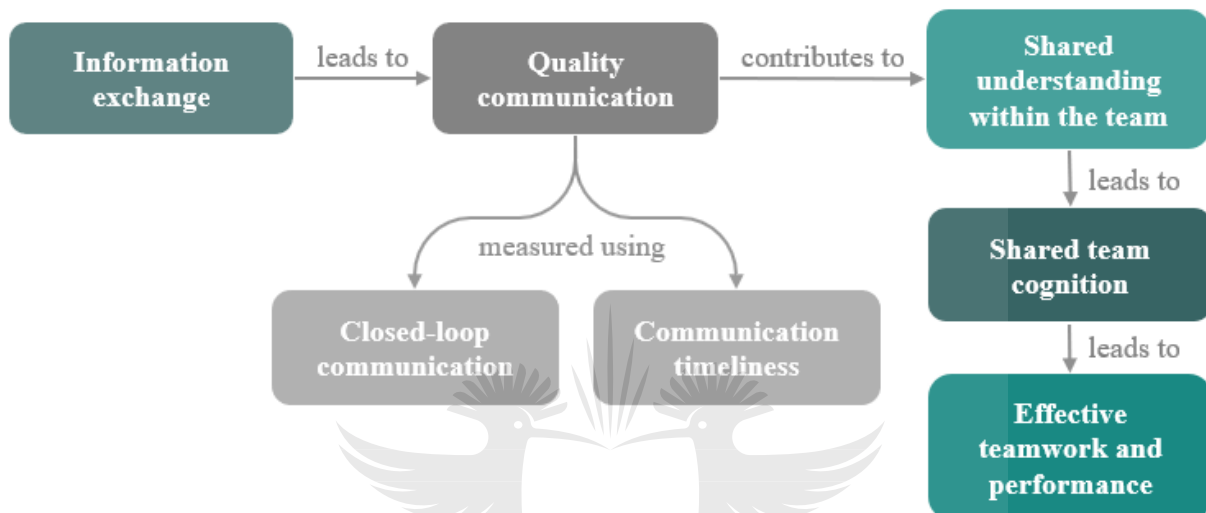 Information
exchange
leads to
Quality
communication
contributes to
Shared
understanding
within the team
leads to
Shared team
cognition
leads to
Effective
teamwork and
performance
measured using
Closed-loop
communication
Communication
timeliness